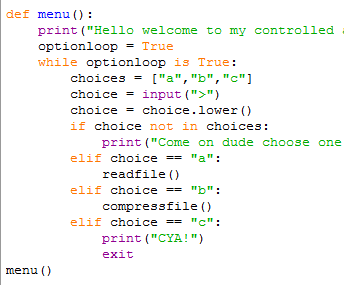 def menu():
    print("Hello welcome to my controlled
    optionloop = True
    while optionloop is True:
        choices = ["a","b","c"]
        choice = input(">")
        choice = choice.lower()
        if choice not in choices:
            print("Come on dude choose one
        elif choice == "a":
            readfile()
        elif choice == "b":
            compressfile()
        elif choice == "c":
            print("CYA!")
            exit
menu()